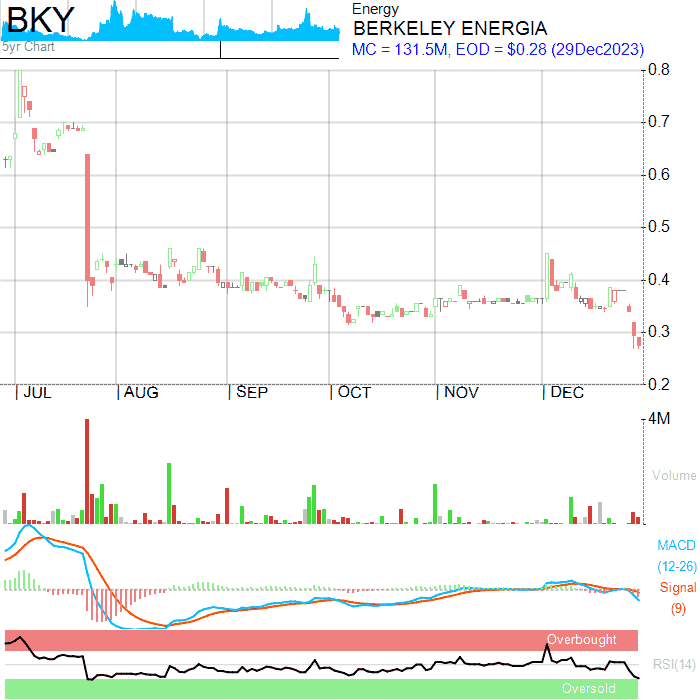 BKY
5yr Chart
Energy
BERKELEY ENERGIA
MC = 131.5M, EOD = $0.28 (29Dec2023)
0.8
0.7
0.6
0.5
0.4
0.3
0.2
JUL AUG SEP OCT NOV DEC
4M
Volume
MACD
(12-26)
Signal
(9)
Overbought
RSI(14)
Oversold